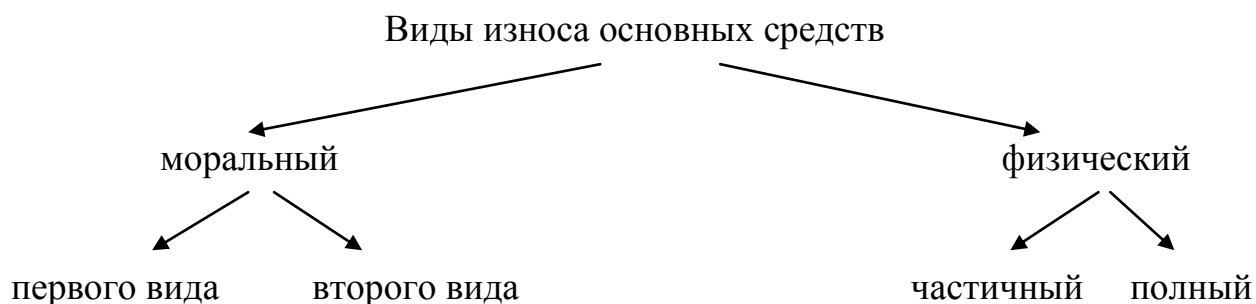 Виды износа основных средств
моральный физический
первого вида второго вида частичный полный